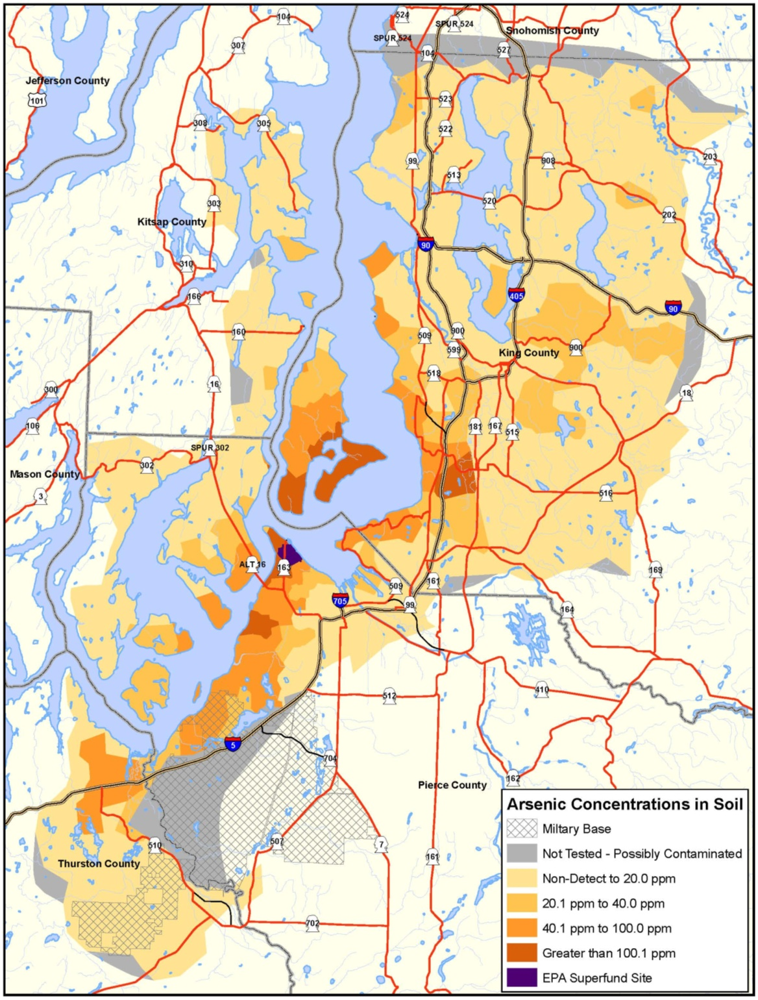 524
104
SPUR 524
Snohomish County
SPUR 524
307
527
104
Jefferson County
101
523
308
305
522
99
908
203
513
303
520
202
Kitsap County
90
310
405
166
90
160
509
900
900
599
King County
518
16
300
18
106
181
167
515
SPUR 302
302
Mason County
3
516
ALT 16
163
169
509
161
705
99
164
410
512
5
704
162
Pierce County
507
510
7
161
Thurston County
702
Arsenic Concentrations in Soil
Miltary Base
Not Tested - Possibly Contaminated
Non-Detect to 20.0 ppm
20.1 ppm to 40.0 ppm
40.1 ppm to 100.0 ppm
Greater than 100.1 ppm
EPA Superfund Site